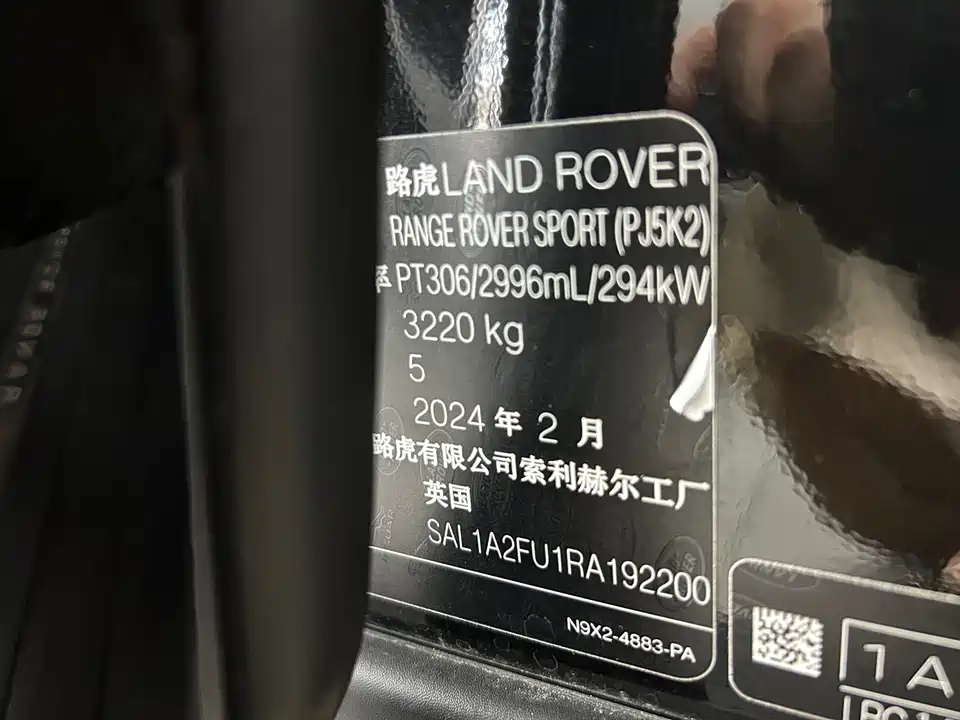 路虎LAND ROVER
RANGE ROVER SPORT (PJ5K2)
PT306/2996mL/294kW
3220 kg
5
2024 年 2 月
路虎有限公司索利赫尔工厂
英国
SAL1A2FU1RA192200
N9X2-4883-PA
1A